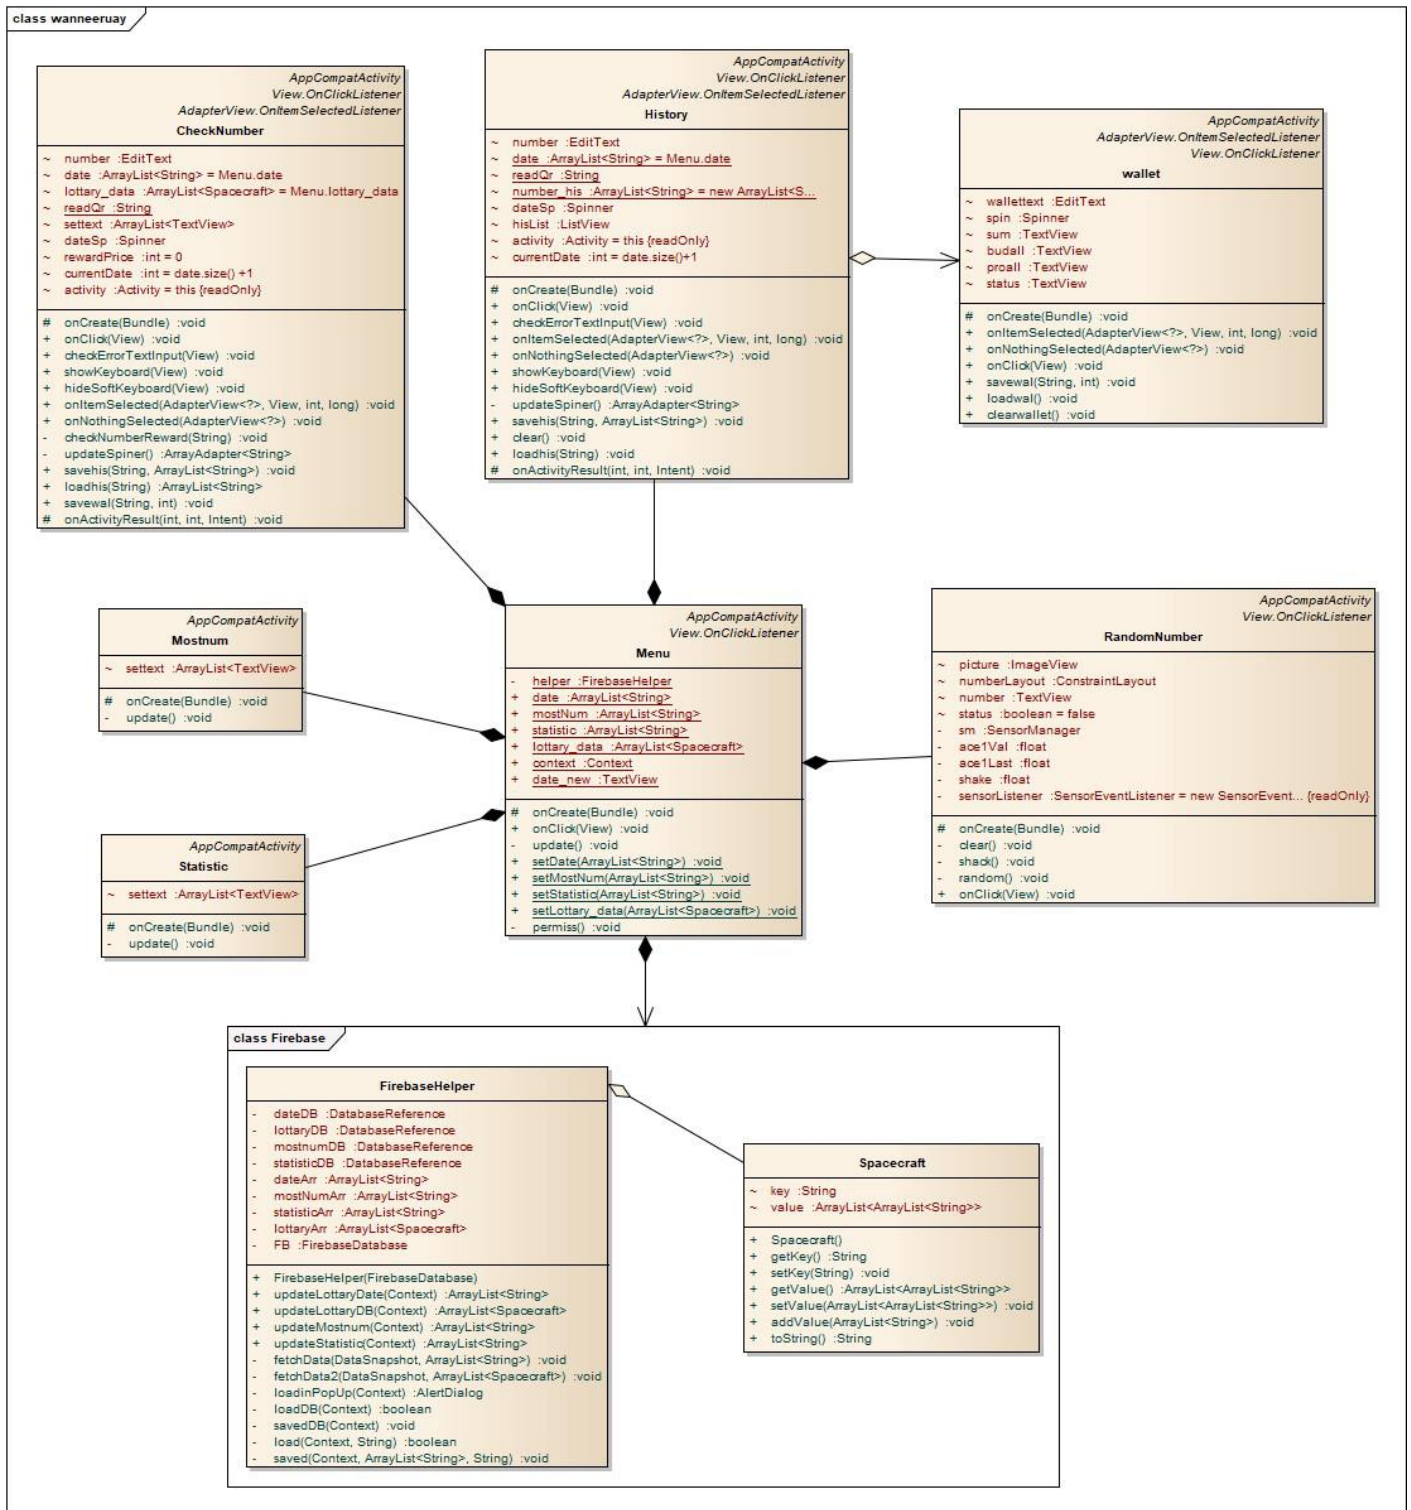 class wanneeruay
AppCompatActivity
View.OnClickListener
AdapterView.OnItemSelectedListener
CheckNumber
~ number :EditText
~ date :ArrayList<String> = Menu.date
~ lottary_data :ArrayList<Spacecraft> = Menu.lottary_data
~ readQr :String
~ settext :ArrayList<TextView>
~ dateSp :Spinner
~ rewardPrice :int = 0
~ currentDate :int = date.size() +1
~ activity :Activity = this {readOnly}
# onCreate(Bundle) :void
+ onClick(View) :void
+ checkErrorTextInput(View) :void
+ showKeyboard(View) :void
+ hideSoftKeyboard(View) :void
+ onItemSelected(AdapterView<?>, View, int, long) :void
+ onNothingSelected(AdapterView<?>) :void
- checkNumberReward(String) :void
- updateSpiner() :ArrayAdapter<String>
+ savehis(String, ArrayList<String>) :void
+ loadhis(String) :ArrayList<String>
+ savewal(String, int) :void
# onActivityResult(int, int, Intent) :void
AppCompatActivity
View.OnClickListener
AdapterView.OnItemSelectedListener
History
~ number :EditText
~ date :ArrayList<String> = Menu.date
~ readQr :String
~ number_his :ArrayList<String> = new ArrayList<S...
~ dateSp :Spinner
~ hisList :ListView
~ activity :Activity = this {readOnly}
~ currentDate :int = date.size()+1
# onCreate(Bundle) :void
+ onClick(View) :void
+ checkErrorTextInput(View) :void
+ onItemSelected(AdapterView<?>, View, int, long) :void
+ onNothingSelected(AdapterView<?>) :void
+ showKeyboard(View) :void
+ hideSoftKeyboard(View) :void
- updateSpiner() :ArrayAdapter<String>
+ savehis(String, ArrayList<String>) :void
+ clear() :void
+ loadhis(String) :void
# onActivityResult(int, int, Intent) :void
AppCompatActivity
AdapterView.OnItemSelectedListener
View.OnClickListener
wallet
~ wallettext :EditText
~ spin :Spinner
~ sum :TextView
~ budall :TextView
~ proall :TextView
~ status :TextView
# onCreate(Bundle) :void
+ onItemSelected(AdapterView<?>, View, int, long) :void
+ onNothingSelected(AdapterView<?>) :void
+ onClick(View) :void
+ savewal(String, int) :void
+ loadwal() :void
+ clearwallet() :void
AppCompatActivity
Mostnum
~ settext :ArrayList<TextView>
# onCreate(Bundle) :void
- update() :void
AppCompatActivity
Statistic
~ settext :ArrayList<TextView>
# onCreate(Bundle) :void
- update() :void
AppCompatActivity
View.OnClickListener
Menu
- helper :FirebaseHelper
+ date :ArrayList<String>
+ mostNum :ArrayList<String>
+ statistic :ArrayList<String>
+ lottary_data :ArrayList<Spacecraft>
+ context :Context
+ date_new :TextView
# onCreate(Bundle) :void
+ onClick(View) :void
- update() :void
+ setDate(ArrayList<String>) :void
+ setMostNum(ArrayList<String>) :void
+ setStatistic(ArrayList<String>) :void
+ setLottary_data(ArrayList<Spacecraft>) :void
- permiss() :void
AppCompatActivity
View.OnClickListener
RandomNumber
~ picture :ImageView
~ numberLayout :ConstraintLayout
~ number :TextView
~ status :boolean = false
- sm :SensorManager
- ace1Val :float
- ace1Last :float
- shake :float
- sensorListener :SensorEventListener = new SensorEvent... {readOnly}
# onCreate(Bundle) :void
- clear() :void
- shack() :void
- random() :void
+ onClick(View) :void
class Firebase
FirebaseHelper
- dateDB :DatabaseReference
- lottaryDB :DatabaseReference
- mostnumDB :DatabaseReference
- statisticDB :DatabaseReference
- dateArr :ArrayList<String>
- mostNumArr :ArrayList<String>
- statisticArr :ArrayList<String>
- lottaryArr :ArrayList<Spacecraft>
- FB :FirebaseDatabase
+ FirebaseHelper(FirebaseDatabase)
+ updateLottaryDate(Context) :ArrayList<String>
+ updateLottaryDB(Context) :ArrayList<Spacecraft>
+ updateMostnum(Context) :ArrayList<String>
+ updateStatistic(Context) :ArrayList<String>
- fetchData(DataSnapshot, ArrayList<String>) :void
- fetchData2(DataSnapshot, ArrayList<Spacecraft>) :void
- loadinPopUp(Context) :AlertDialog
- loadDB(Context) :boolean
- savedDB(Context) :void
- load(Context, String) :boolean
- saved(Context, ArrayList<String>, String) :void
Spacecraft
~ key :String
~ value :ArrayList<ArrayList<String>>
+ Spacecraft()
+ getKey() :String
+ setKey(String) :void
+ getValue() :ArrayList<ArrayList<String>>
+ setValue(ArrayList<ArrayList<String>>) :void
+ addValue(ArrayList<String>) :void
+ toString() :String